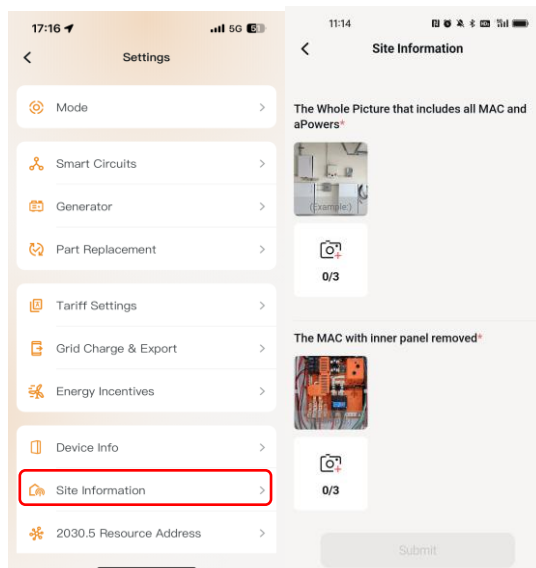 17:16
5G 6
Settings
Mode
Smart Circuits
Generator
Part Replacement
Tariff Settings
Grid Charge & Export
Energy Incentives
Device Info
Site Information
2030.5 Resource Address
11:14
Site Information
The Whole Picture that includes all MAC and
aPowers*
(Example:)
0/3
The MAC with inner panel removed*
0/3
Submit